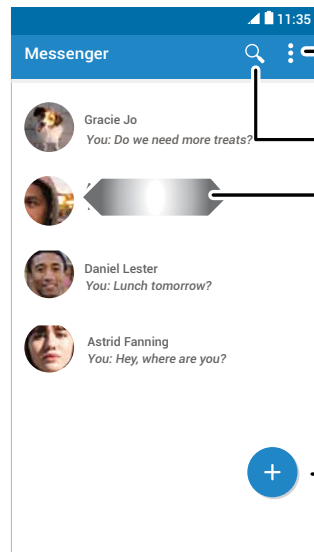 11:35
Messenger
Gracie Jo
You: Do we need more treats?
Daniel Lester
You: Lunch tomorrow?
Astrid Fanning
You: Hey, where are you?